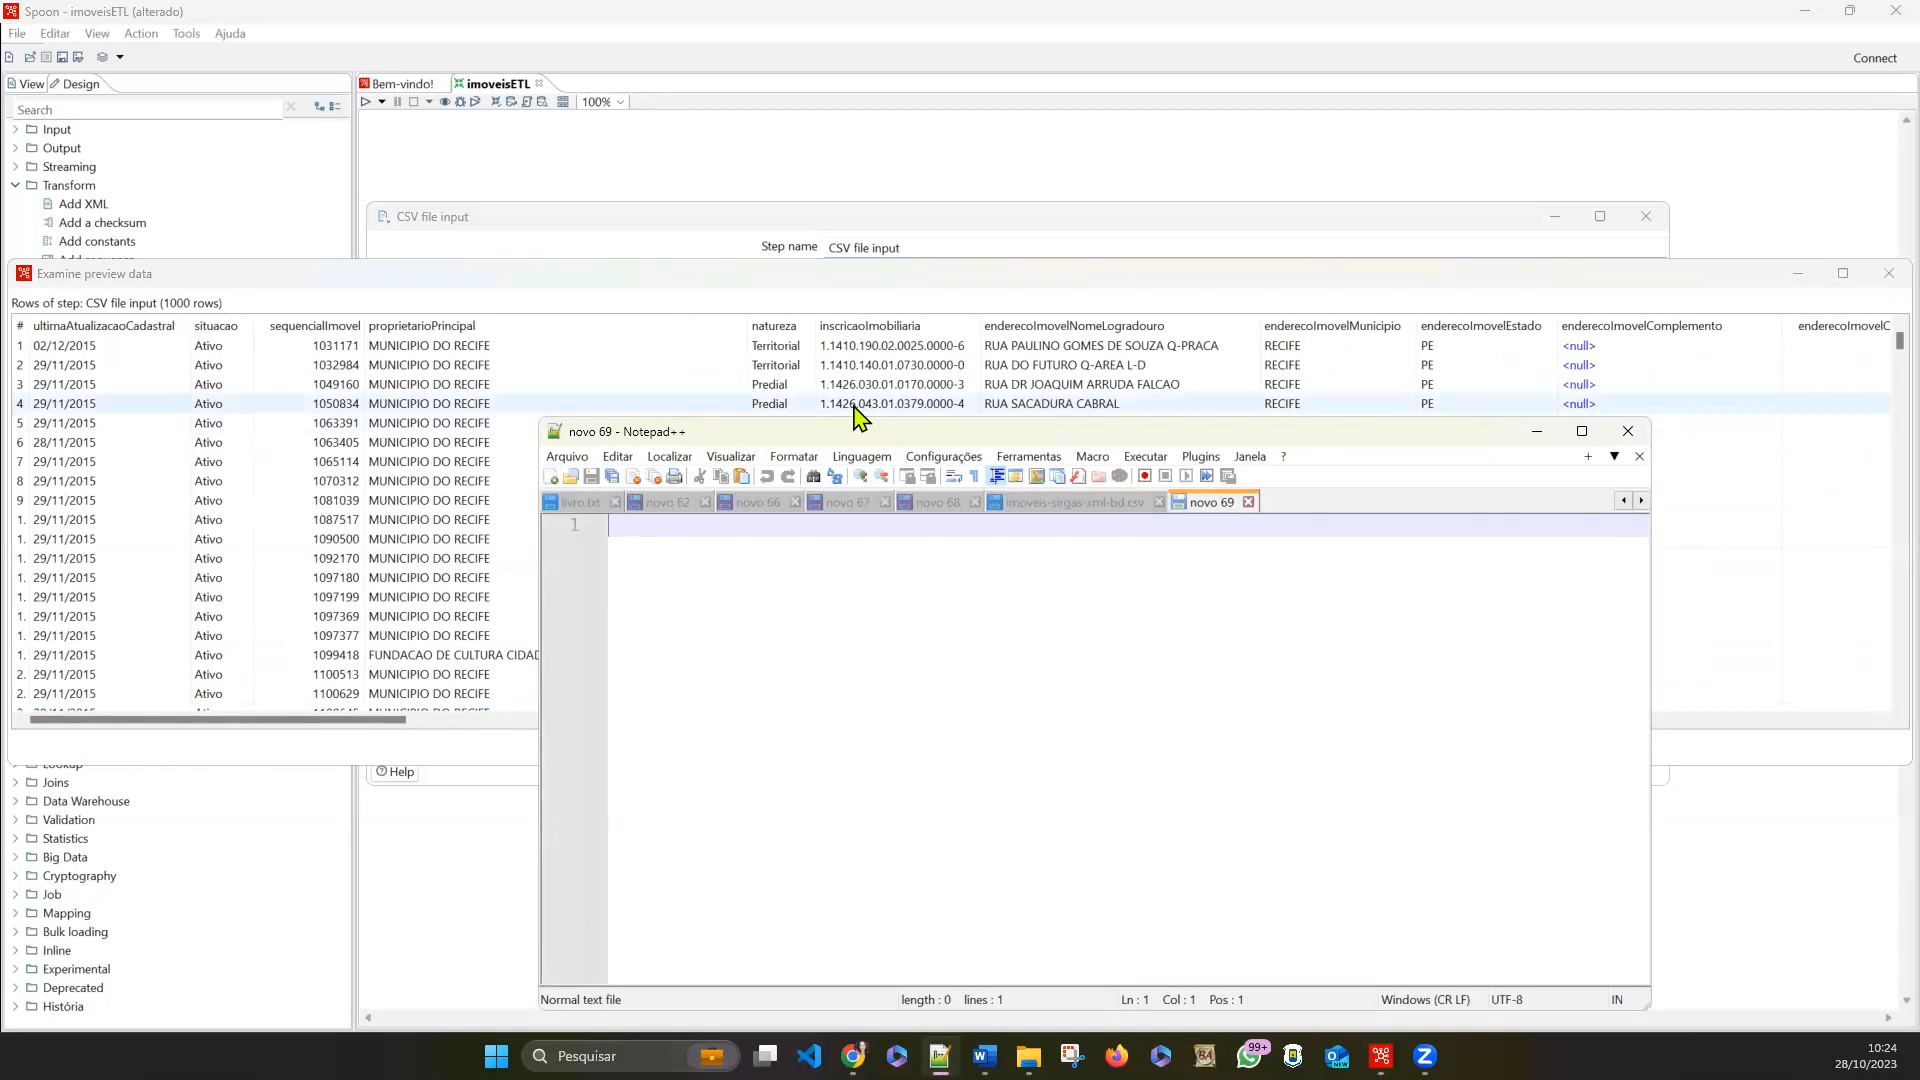 Spoon - imoveisETL (alterado)
File Editar View Action Tools Ajuda
Connect
View Design Bem-vindo! imoveisETL
Search 100%
Input
Output
Streaming
Transform
Add XML
Add a checksum
Add constants
CSV file input
Step name CSV file input
Examine preview data
Rows of step: CSV file input (1000 rows)
# ultimaAtualizacaoCadastral situacao sequencialImovel proprietarioPrincipal natureza inscricaoImobiliaria enderecoImovelNomeLogradouro enderecoImovelMunicipio enderecoImovelEstado enderecoImovelComplemento enderecoImovelC
1 02/12/2015 Ativo 1031171 MUNICIPIO DO RECIFE Territorial 1.1410.190.02.0025.0000-6 RUA PAULINO GOMES DE SOUZA Q-PRACA RECIFE PE <null>
2 29/11/2015 Ativo 1032984 MUNICIPIO DO RECIFE Territorial 1.1410.140.01.0730.0000-0 RUA DO FUTURO Q-AREA L-D RECIFE PE <null>
3 29/11/2015 Ativo 1049160 MUNICIPIO DO RECIFE Predial 1.1426.030.01.0170.0000-3 RUA DR JOAQUIM ARRUDA FALCAO RECIFE PE <null>
4 29/11/2015 Ativo 1050834 MUNICIPIO DO RECIFE Predial 1.1426.043.01.0379.0000-4 RUA SACADURA CABRAL RECIFE PE <null>
5 29/11/2015 Ativo 1063391 MUNICIPIO DO RECIFE
6 28/11/2015 Ativo 1063405 MUNICIPIO DO RECIFE
7 29/11/2015 Ativo 1065114 MUNICIPIO DO RECIFE
8 29/11/2015 Ativo 1070312 MUNICIPIO DO RECIFE
9 29/11/2015 Ativo 1081039 MUNICIPIO DO RECIFE
1. 29/11/2015 Ativo 1087517 MUNICIPIO DO RECIFE
1. 29/11/2015 Ativo 1090500 MUNICIPIO DO RECIFE
1. 29/11/2015 Ativo 1092170 MUNICIPIO DO RECIFE
1. 29/11/2015 Ativo 1097180 MUNICIPIO DO RECIFE
1. 29/11/2015 Ativo 1097199 MUNICIPIO DO RECIFE
1. 29/11/2015 Ativo 1097369 MUNICIPIO DO RECIFE
1. 29/11/2015 Ativo 1097377 MUNICIPIO DO RECIFE
1. 29/11/2015 Ativo 1099418 FUNDACAO DE CULTURA CIDAD
2. 29/11/2015 Ativo 1100513 MUNICIPIO DO RECIFE
2. 29/11/2015 Ativo 1100629 MUNICIPIO DO RECIFE
novo 69 - Notepad++
Arquivo Editar Localizar Visualizar Formatar Linguagem Configurações Ferramentas Macro Executar Plugins Janela ?
livro.txt novo 62 novo 66 novo 67 novo 68 imoveis-sirgas-xml-bd.csv novo 69
1
Normal text file length : 0 lines : 1 Ln : 1 Col : 1 Pos : 1 Windows (CR LF) UTF-8 IN
Help
Lookup
Joins
Data Warehouse
Validation
Statistics
Big Data
Cryptography
Job
Mapping
Bulk loading
Inline
Experimental
Deprecated
História
Pesquisar
99+
NEW
10:24
28/10/2023